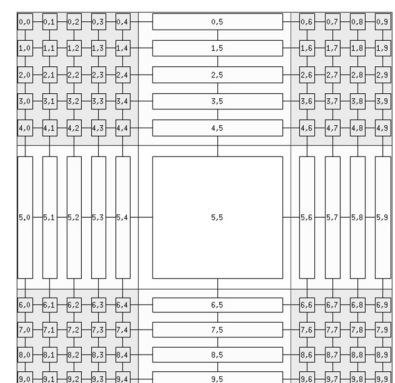 0,0 0,1 0,2 0,3 0,4 0,5 0,6 0,7 0,8 0,9
1,0 1,1 1,2 1,3 1,4 1,5 1,6 1,7 1,8 1,9
2,0 2,1 2,2 2,3 2,4 2,5 2,6 2,7 2,8 2,9
3,0 3,1 3,2 3,3 3,4 3,5 3,6 3,7 3,8 3,9
4,0 4,1 4,2 4,3 4,4 4,5 4,6 4,7 4,8 4,9
5,0 5,1 5,2 5,3 5,4 5,5 5,6 5,7 5,8 5,9
6,0 6,1 6,2 6,3 6,4 6,5 6,6 6,7 6,8 6,9
7,0 7,1 7,2 7,3 7,4 7,5 7,6 7,7 7,8 7,9
8,0 8,1 8,2 8,3 8,4 8,5 8,6 8,7 8,8 8,9
9,0 9,1 9,2 9,3 9,4 9,5 9,6 9,7 9,8 9,9